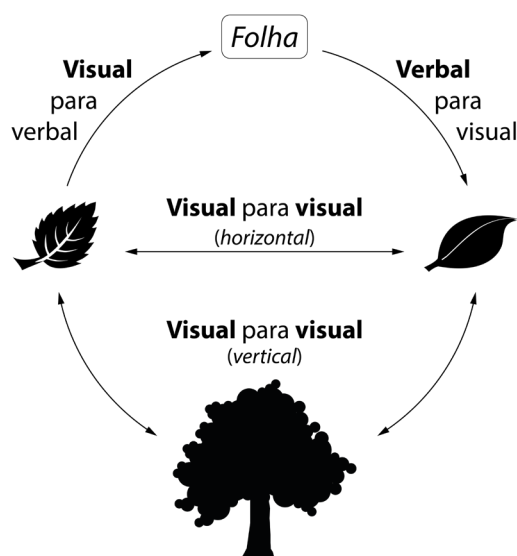 Folha
Visual
para
verbal
Verbal
para
visual
Visual para visual
(horizontal)
Visual para visual
(vertical)